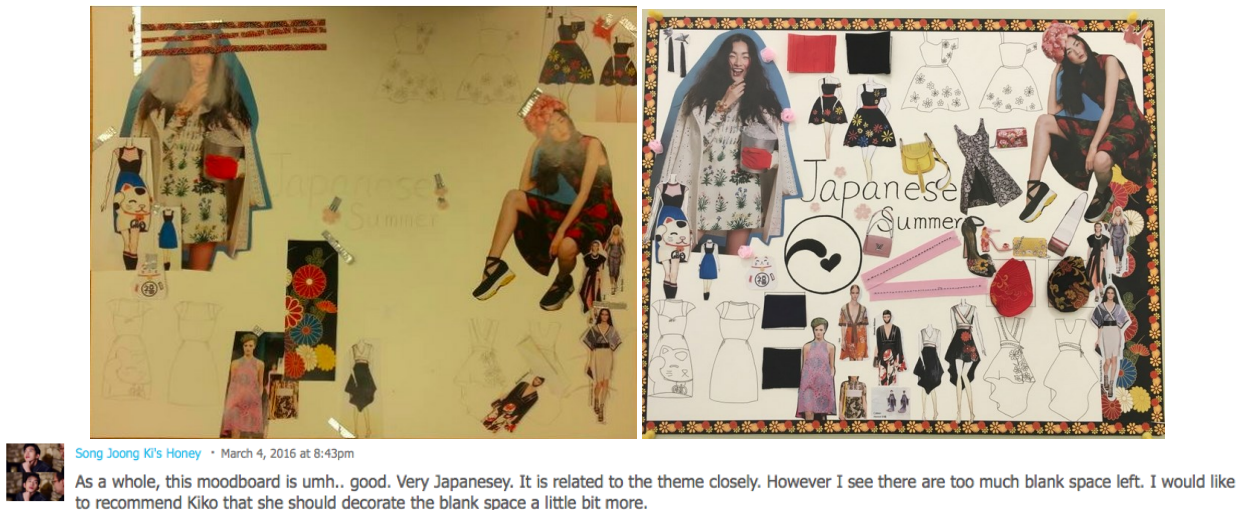 Japanese
Summer
福
Japanese
Summer
Song Joong Ki's Honey • March 4, 2016 at 8:43pm
As a whole, this moodboard is umh.. good. Very Japanesey. It is related to the theme closely. However I see there are too much blank space left. I would like
to recommend Kiko that she should decorate the blank space a little bit more.